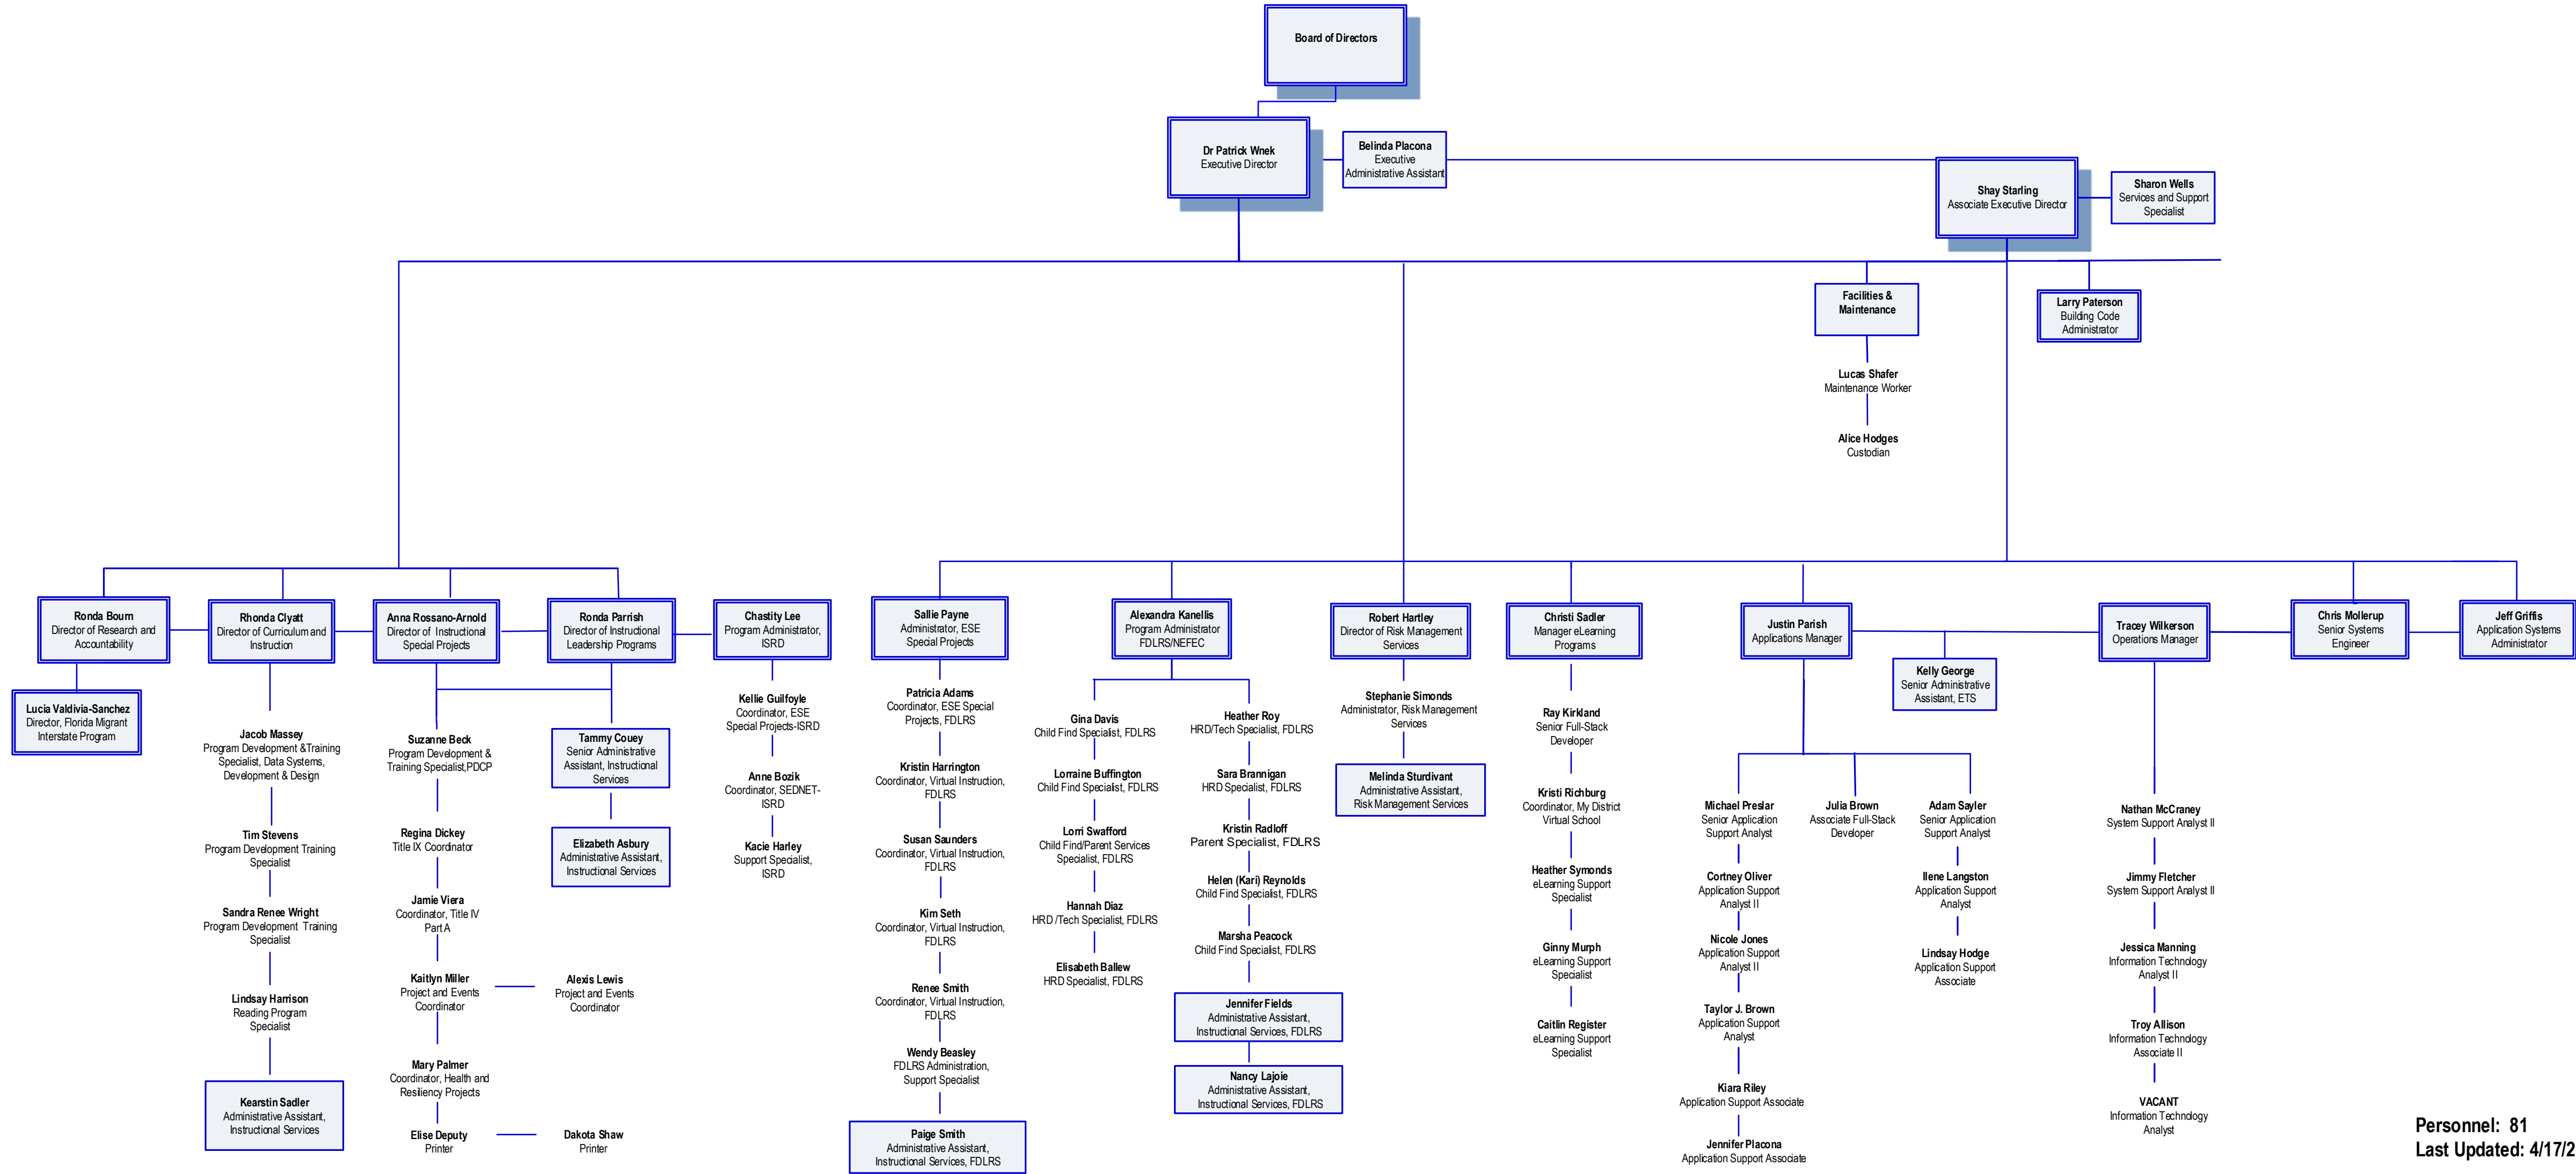 Board of Directors
Dr Patrick Wnek
Executive Director
Belinda Placona
Executive
Administrative Assistant
Shay Starling
Associate Executive Director
Sharon Wells
Services and Support
Specialist
Facilities &
Maintenance
Larry Paterson
Building Code
Administrator
Lucas Shafer
Maintenance Worker
Alice Hodges
Custodian
Ronda Bourn
Director of Research and
Accountability
Lucia Valdivia-Sanchez
Director, Florida Migrant
Interstate Program
Rhonda Clyatt
Director of Curriculum and
Instruction
Jacob Massey
Program Development &Training
Specialist, Data Systems,
Development & Design
Tim Stevens
Program Development Training
Specialist
Sandra Renee Wright
Program Development Training
Specialist
Lindsay Harrison
Reading Program
Specialist
Kearstin Sadler
Administrative Assistant,
Instructional Services
Anna Rossano-Arnold
Director of Instructional
Special Projects
Suzanne Beck
Program Development &
Training Specialist,PDCP
Regina Dickey
Title IX Coordinator
Jamie Viera
Coordinator, Title IV
Part A
Kaitlyn Miller
Project and Events
Coordinator
Alexis Lewis
Project and Events
Coordinator
Mary Palmer
Coordinator, Health and
Resiliency Projects
Elise Deputy
Printer
Dakota Shaw
Printer
Ronda Parrish
Director of Instructional
Leadership Programs
Tammy Couey
Senior Administrative
Assistant, Instructional
Services
Elizabeth Asbury
Administrative Assistant,
Instructional Services
Chastity Lee
Program Administrator,
ISRD
Kellie Guilfoyle
Coordinator, ESE
Special Projects-ISRD
Anne Bozik
Coordinator, SEDNET-
ISRD
Kacie Harley
Support Specialist,
ISRD
Sallie Payne
Administrator, ESE
Special Projects
Patricia Adams
Coordinator, ESE Special
Projects, FDLRS
Kristin Harrington
Coordinator, Virtual Instruction,
FDLRS
Susan Saunders
Coordinator, Virtual Instruction,
FDLRS
Kim Seth
Coordinator, Virtual Instruction,
FDLRS
Renee Smith
Coordinator, Virtual Instruction,
FDLRS
Wendy Beasley
FDLRS Administration,
Support Specialist
Paige Smith
Administrative Assistant,
Instructional Services, FDLRS
Alexandra Kanellis
Program Administrator
FDLRS/NEFEC
Gina Davis
Child Find Specialist, FDLRS
Lorraine Buffington
Child Find Specialist, FDLRS
Lorri Swafford
Child Find/Parent Services
Specialist, FDLRS
Hannah Diaz
HRD /Tech Specialist, FDLRS
Elisabeth Ballew
HRD Specialist, FDLRS
Heather Roy
HRD/Tech Specialist, FDLRS
Sara Brannigan
HRD Specialist, FDLRS
Kristin Radloff
Parent Specialist, FDLRS
Helen (Kari) Reynolds
Child Find Specialist, FDLRS
Marsha Peacock
Child Find Specialist, FDLRS
Jennifer Fields
Administrative Assistant,
Instructional Services, FDLRS
Nancy Lajoie
Administrative Assistant,
Instructional Services, FDLRS
Robert Hartley
Director of Risk Management
Services
Stephanie Simonds
Administrator, Risk Management
Services
Melinda Sturdivant
Administrative Assistant,
Risk Management Services
Christi Sadler
Manager eLearning
Programs
Ray Kirkland
Senior Full-Stack
Developer
Kristi Richburg
Coordinator, My District
Virtual School
Heather Symonds
eLearning Support
Specialist
Ginny Murph
eLearning Support
Specialist
Caitlin Register
eLearning Support
Specialist
Justin Parish
Applications Manager
Kelly George
Senior Administrative
Assistant, ETS
Michael Preslar
Senior Application
Support Analyst
Cortney Oliver
Application Support
Analyst II
Nicole Jones
Application Support
Analyst II
Taylor J. Brown
Application Support
Analyst
Kiara Riley
Application Support Associate
Jennifer Placona
Application Support Associate
Julia Brown
Associate Full-Stack
Developer
Adam Sayler
Senior Application
Support Analyst
Ilene Langston
Application Support
Analyst
Lindsay Hodge
Application Support
Associate
Tracey Wilkerson
Operations Manager
Nathan McCraney
System Support Analyst II
Jimmy Fletcher
System Support Analyst II
Jessica Manning
Information Technology
Analyst II
Troy Allison
Information Technology
Associate II
VACANT
Information Technology
Analyst
Chris Mollerup
Senior Systems
Engineer
Jeff Griffis
Application Systems
Administrator
Personnel: 81
Last Updated: 4/17/2